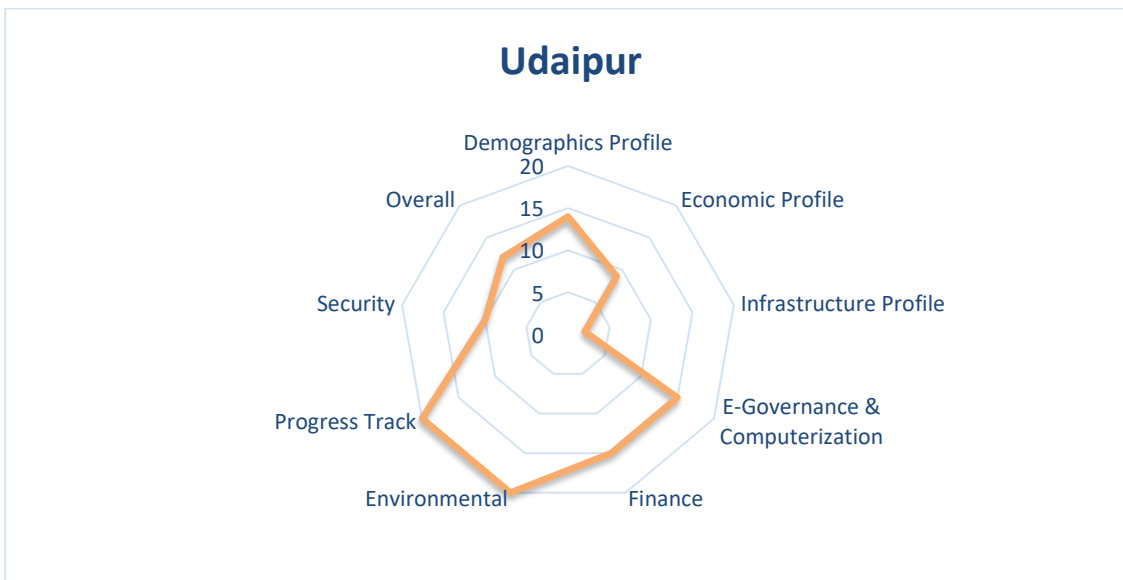 Udaipur
Demographics Profile
20
15
10
5
0
Economic Profile
Infrastructure Profile
E-Governance &
Computerization
Finance
Environmental
Progress Track
Security
Overall